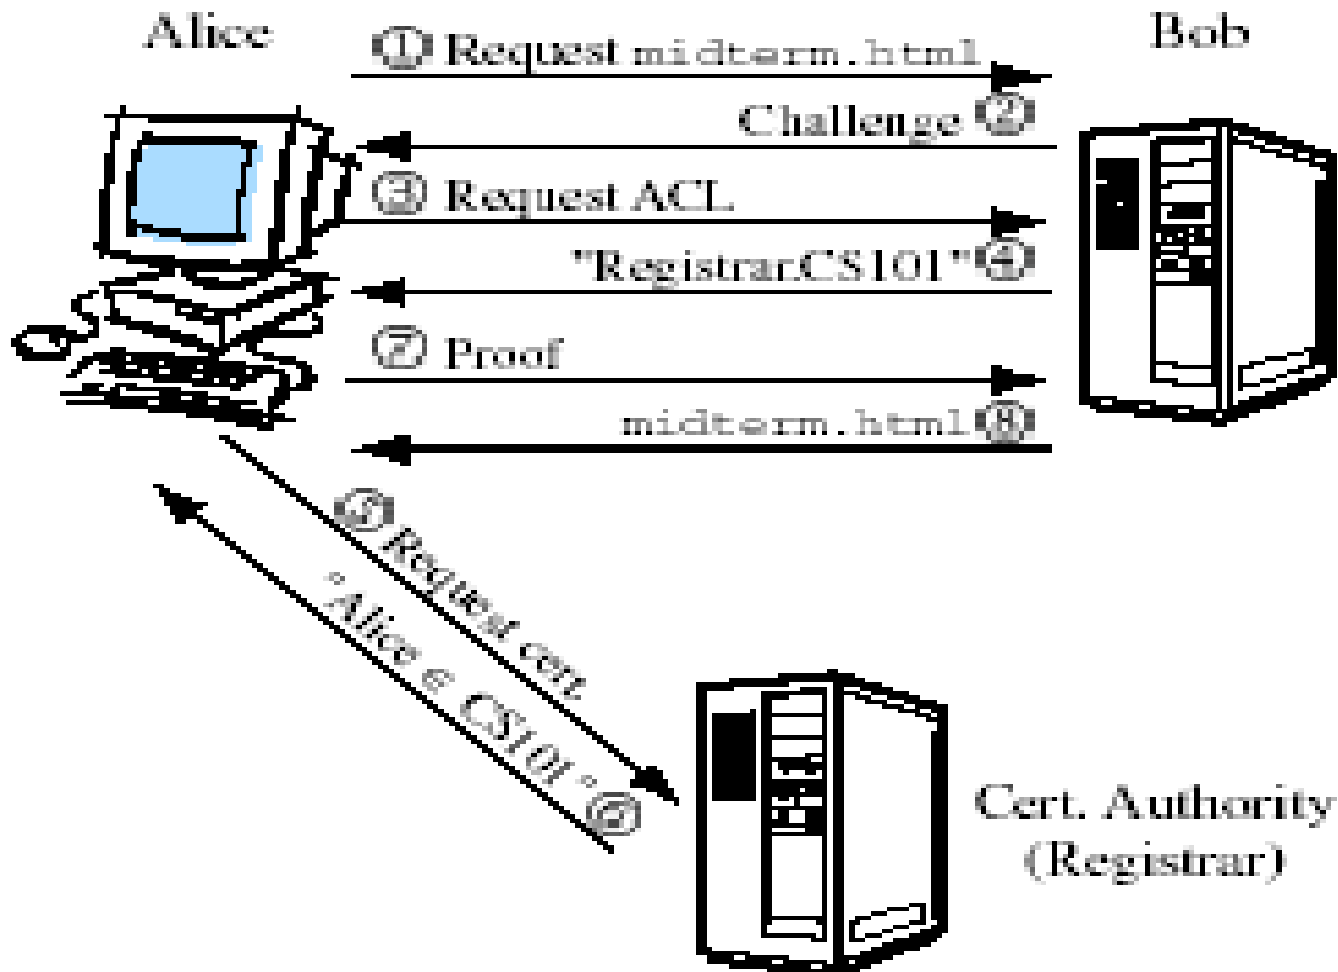 Alice
Bob
① Request midterm.html
Challenge ②
③ Request ACL
"Registrar.CS101" ④
⑦ Proof
midterm.html ⑧
⑤ Request cert.
"Alice ∈ CS101" ⑥
Cert. Authority
(Registrar)